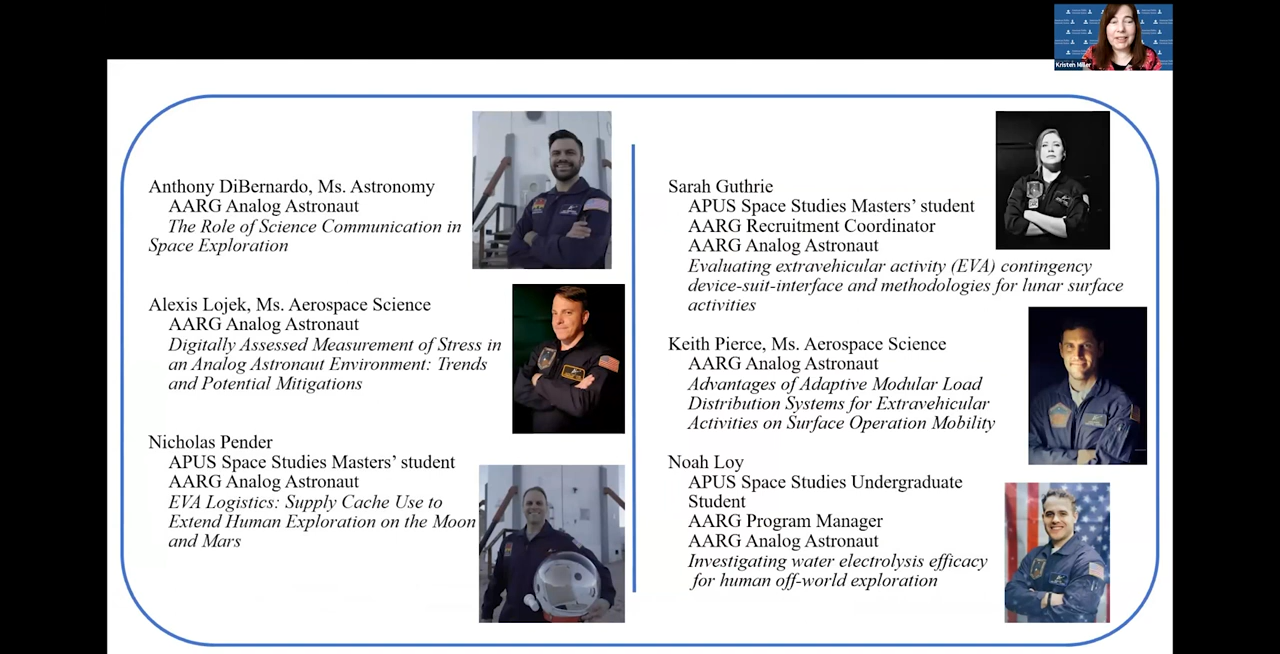 Kristen Miller
Anthony DiBernardo, Ms. Astronomy
AARG Analog Astronaut
The Role of Science Communication in
Space Exploration
Alexis Lojek, Ms. Aerospace Science
AARG Analog Astronaut
Digitally Assessed Measurement of Stress in
an Analog Astronaut Environment: Trends
and Potential Mitigations
Nicholas Pender
APUS Space Studies Masters’ student
AARG Analog Astronaut
EVA Logistics: Supply Cache Use to
Extend Human Exploration on the Moon
and Mars
Sarah Guthrie
APUS Space Studies Masters’ student
AARG Recruitment Coordinator
AARG Analog Astronaut
Evaluating extravehicular activity (EVA) contingency
device-suit-interface and methodologies for lunar surface
activities
Keith Pierce, Ms. Aerospace Science
AARG Analog Astronaut
Advantages of Adaptive Modular Load
Distribution Systems for Extravehicular
Activities on Surface Operation Mobility
Noah Loy
APUS Space Studies Undergraduate
Student
AARG Program Manager
AARG Analog Astronaut
Investigating water electrolysis efficacy
for human off-world exploration